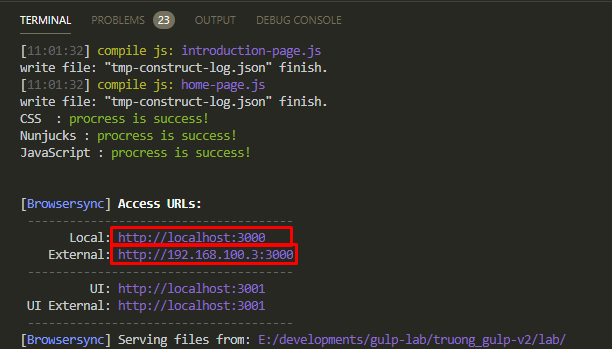 TERMINAL PROBLEMS 23 OUTPUT DEBUG CONSOLE
[11:01:32] compile js: introduction-page.js
write file: "tmp-construct-log.json" finish.
[11:01:32] compile js: home-page.js
write file: "tmp-construct-log.json" finish.
CSS : procress is success!
Nunjucks : procress is success!
JavaScript : procress is success!
[Browsersync] Access URLs:
--------------------------------------
Local: http://localhost:3000
External: http://192.168.100.3:3000
--------------------------------------
UI: http://localhost:3001
UI External: http://localhost:3001
--------------------------------------
[Browsersync] Serving files from: E:/developments/gulp-lab/truong_gulp-v2/lab/